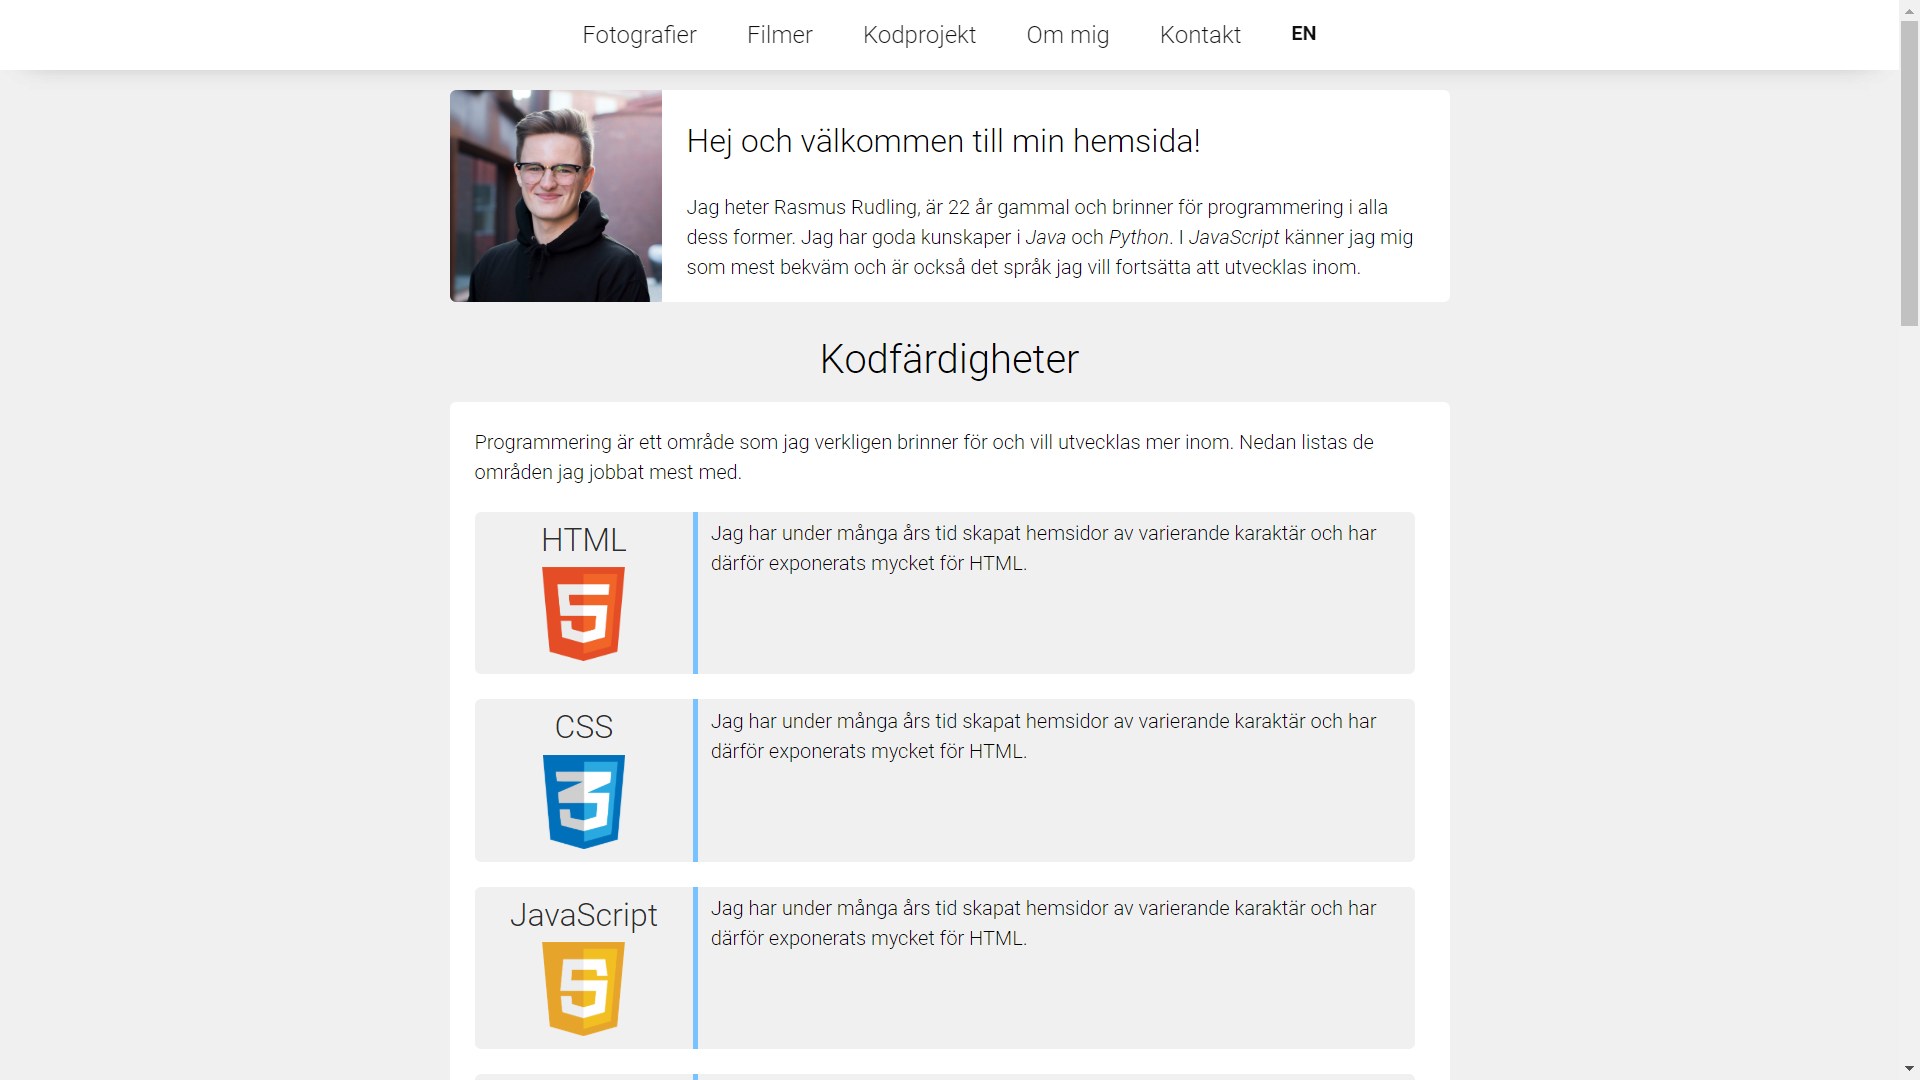 Fotografier Filmer Kodprojekt Om mig Kontakt EN
Hej och välkommen till min hemsida!
Jag heter Rasmus Rudling, är 22 år gammal och brinner för programmering i alla
dess former. Jag har goda kunskaper i Java och Python. I JavaScript känner jag mig
som mest bekväm och är också det språk jag vill fortsätta att utvecklas inom.
Kodfärdigheter
Programmering är ett område som jag verkligen brinner för och vill utvecklas mer inom. Nedan listas de
områden jag jobbat mest med.
HTML
Jag har under många års tid skapat hemsidor av varierande karaktär och har
därför exponerats mycket för HTML.
CSS
Jag har under många års tid skapat hemsidor av varierande karaktär och har
därför exponerats mycket för HTML.
JavaScript
Jag har under många års tid skapat hemsidor av varierande karaktär och har
därför exponerats mycket för HTML.